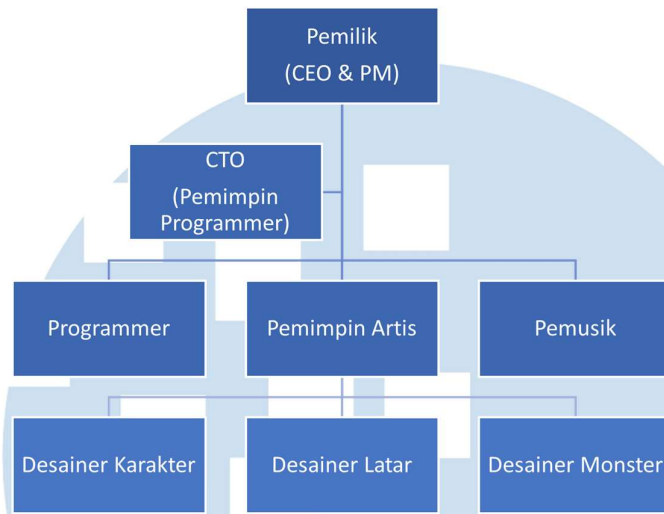 Pemilik
(CEO & PM)
CTO
(Pemimpin
Programmer)
Programmer
Pemimpin Artis
Pemusik
Desainer Karakter
Desainer Latar
Desainer Monster